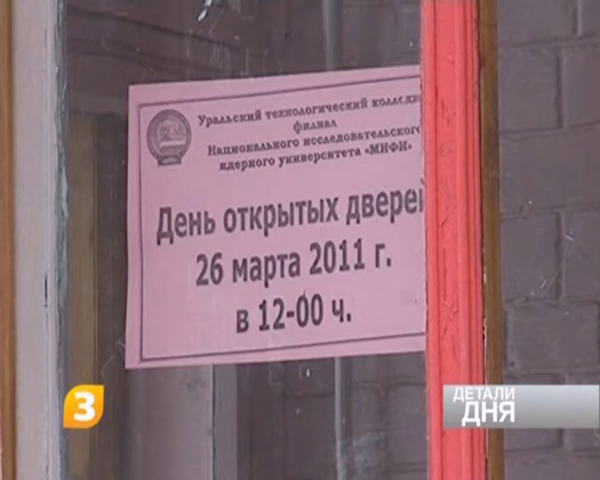 Уральский технологический колледж
филиал
Национального исследовательского
ядерного университета «МИФИ»
День открытых дверей
26 марта 2011 г.
в 12-00 ч.
3
ДЕТАЛИ
ДНЯ